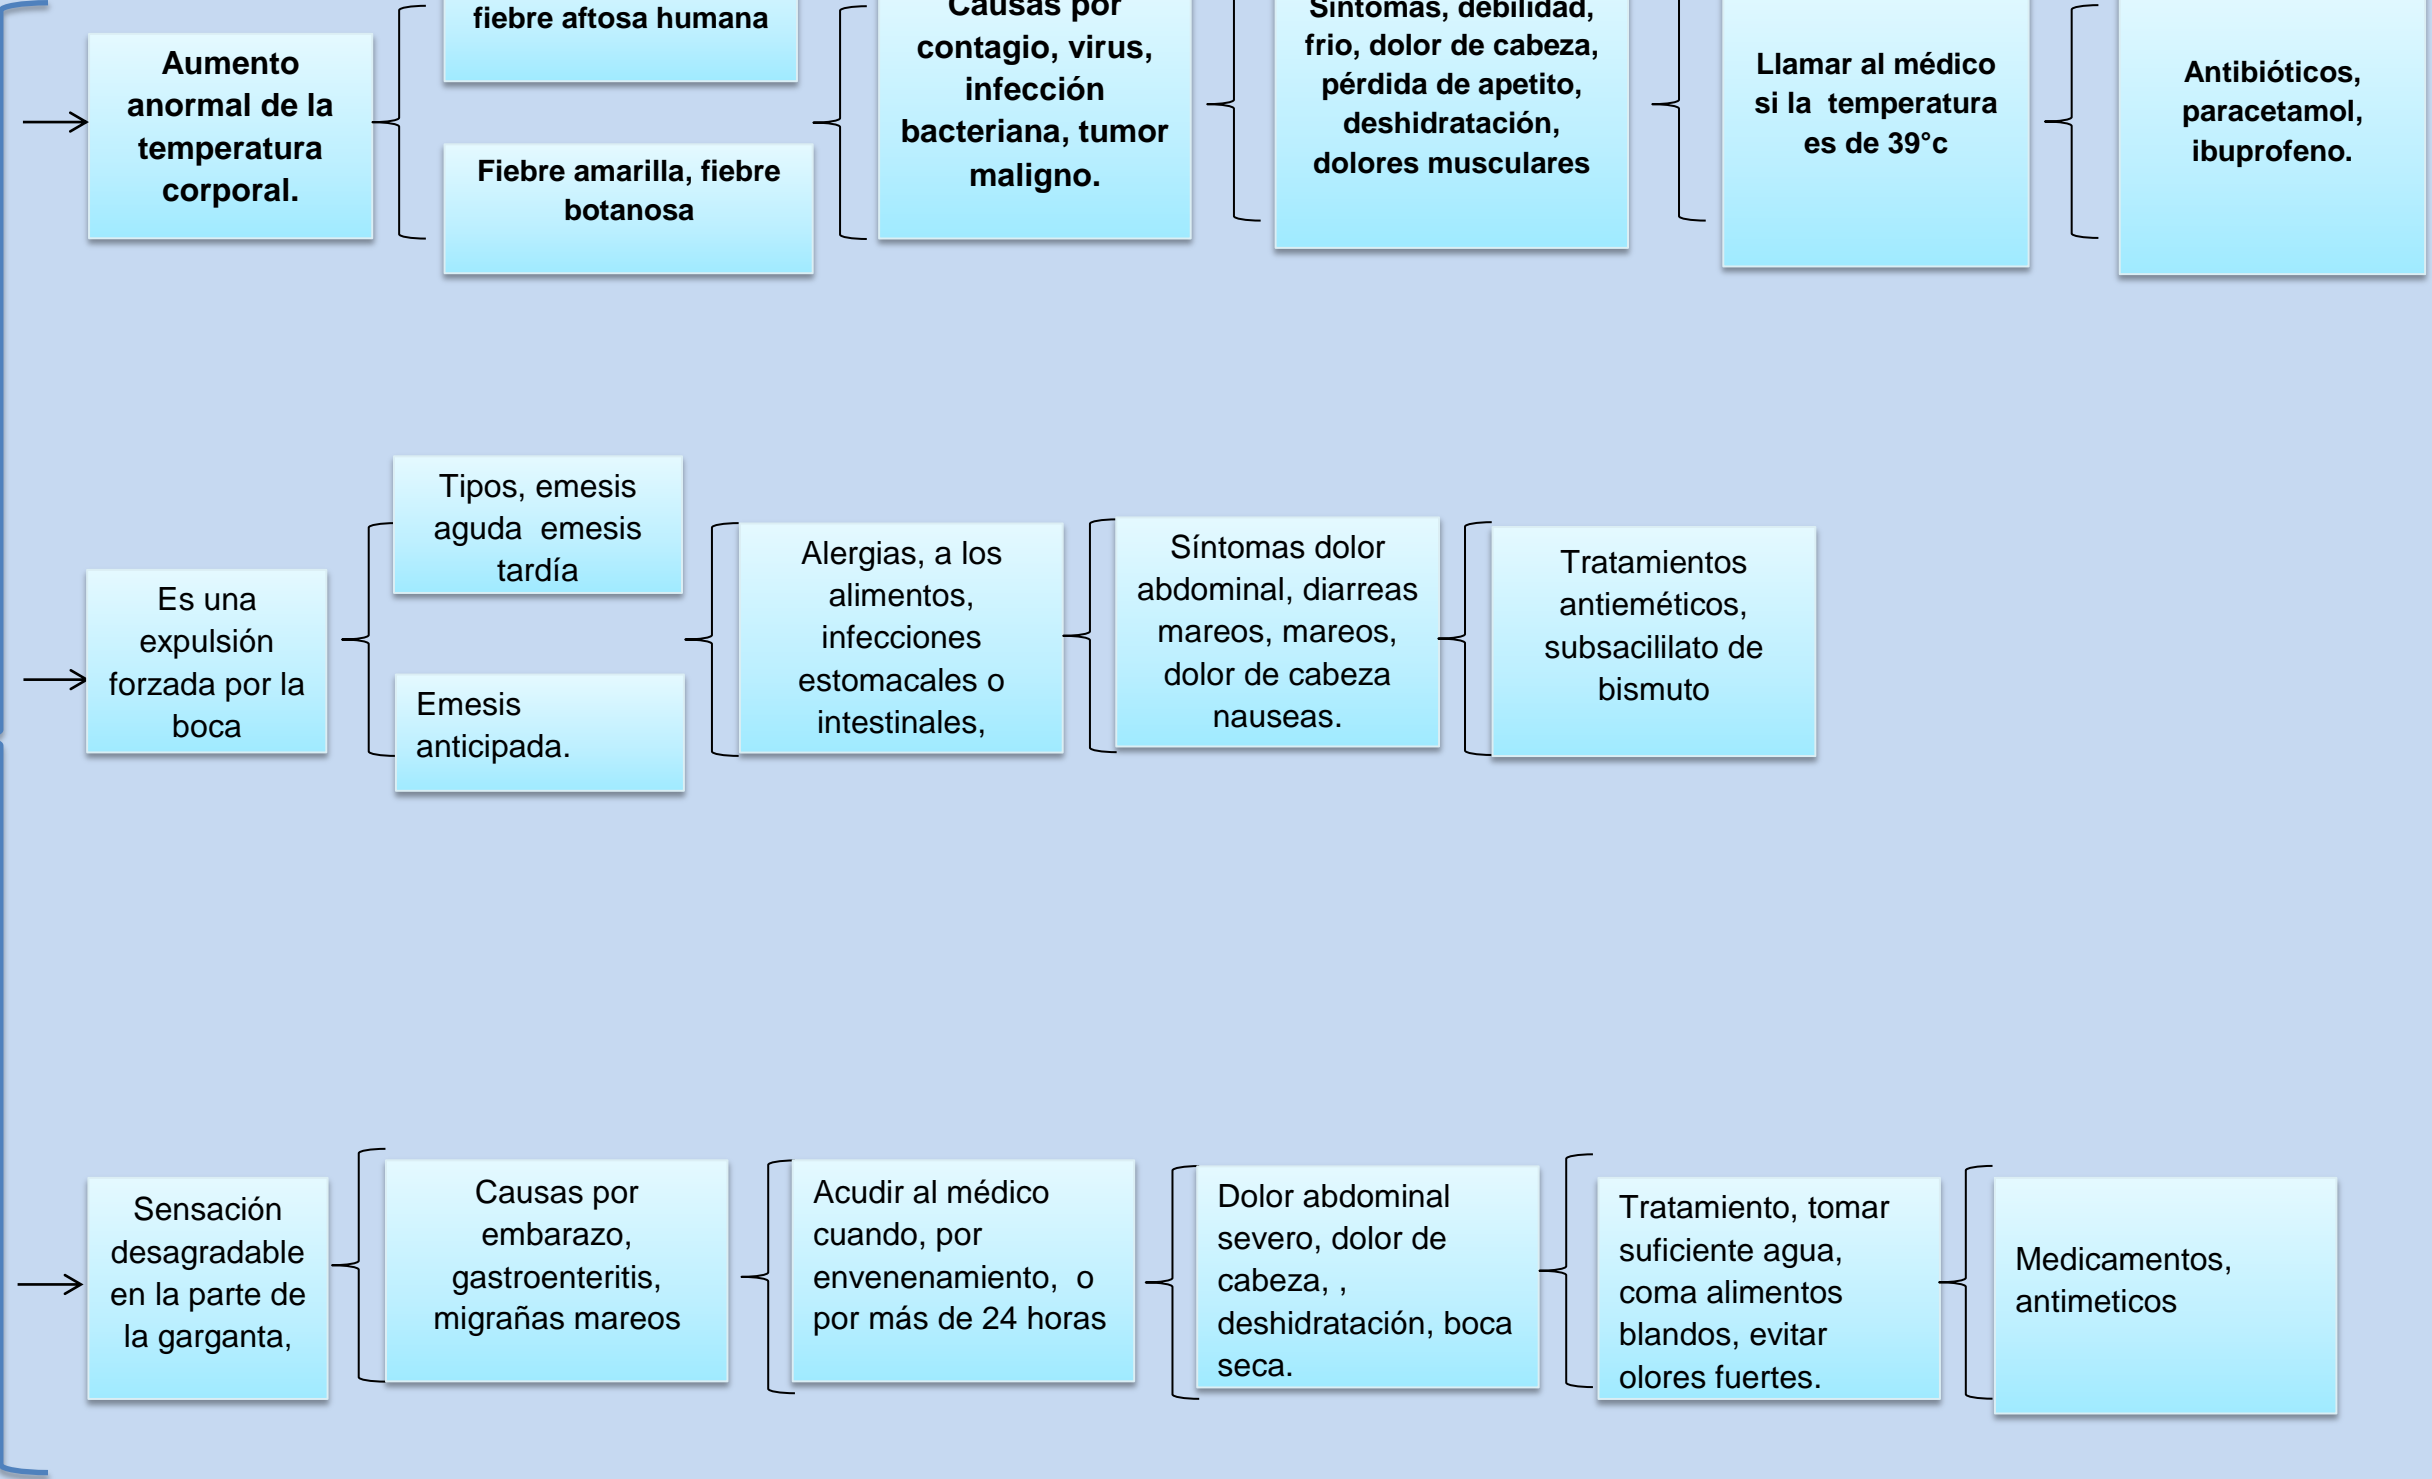 fiebre aftosa humana
Aumento
anormal de la
temperatura
corporal.
Fiebre amarilla, fiebre
botanosa
Causas por
contagio, virus,
infección
bacteriana, tumor
maligno.
Síntomas, debilidad,
frio, dolor de cabeza,
pérdida de apetito,
deshidratación,
dolores musculares
Llamar al médico
si la temperatura
es de 39°c
Antibióticos,
paracetamol,
ibuprofeno.
Es una
expulsión
forzada por la
boca
Tipos, emesis
aguda emesis
tardía
Emesis
anticipada.
Alergias, a los
alimentos,
infecciones
estomacales o
intestinales,
Síntomas dolor
abdominal, diarreas
mareos, mareos,
dolor de cabeza
nauseas.
Tratamientos
antieméticos,
subsacililato de
bismuto
Sensación
desagradable
en la parte de
la garganta,
Causas por
embarazo,
gastroenteritis,
migrañas mareos
Acudir al médico
cuando, por
envenenamiento, o
por más de 24 horas
Dolor abdominal
severo, dolor de
cabeza, ,
deshidratación, boca
seca.
Tratamiento, tomar
suficiente agua,
coma alimentos
blandos, evitar
olores fuertes.
Medicamentos,
antimeticos